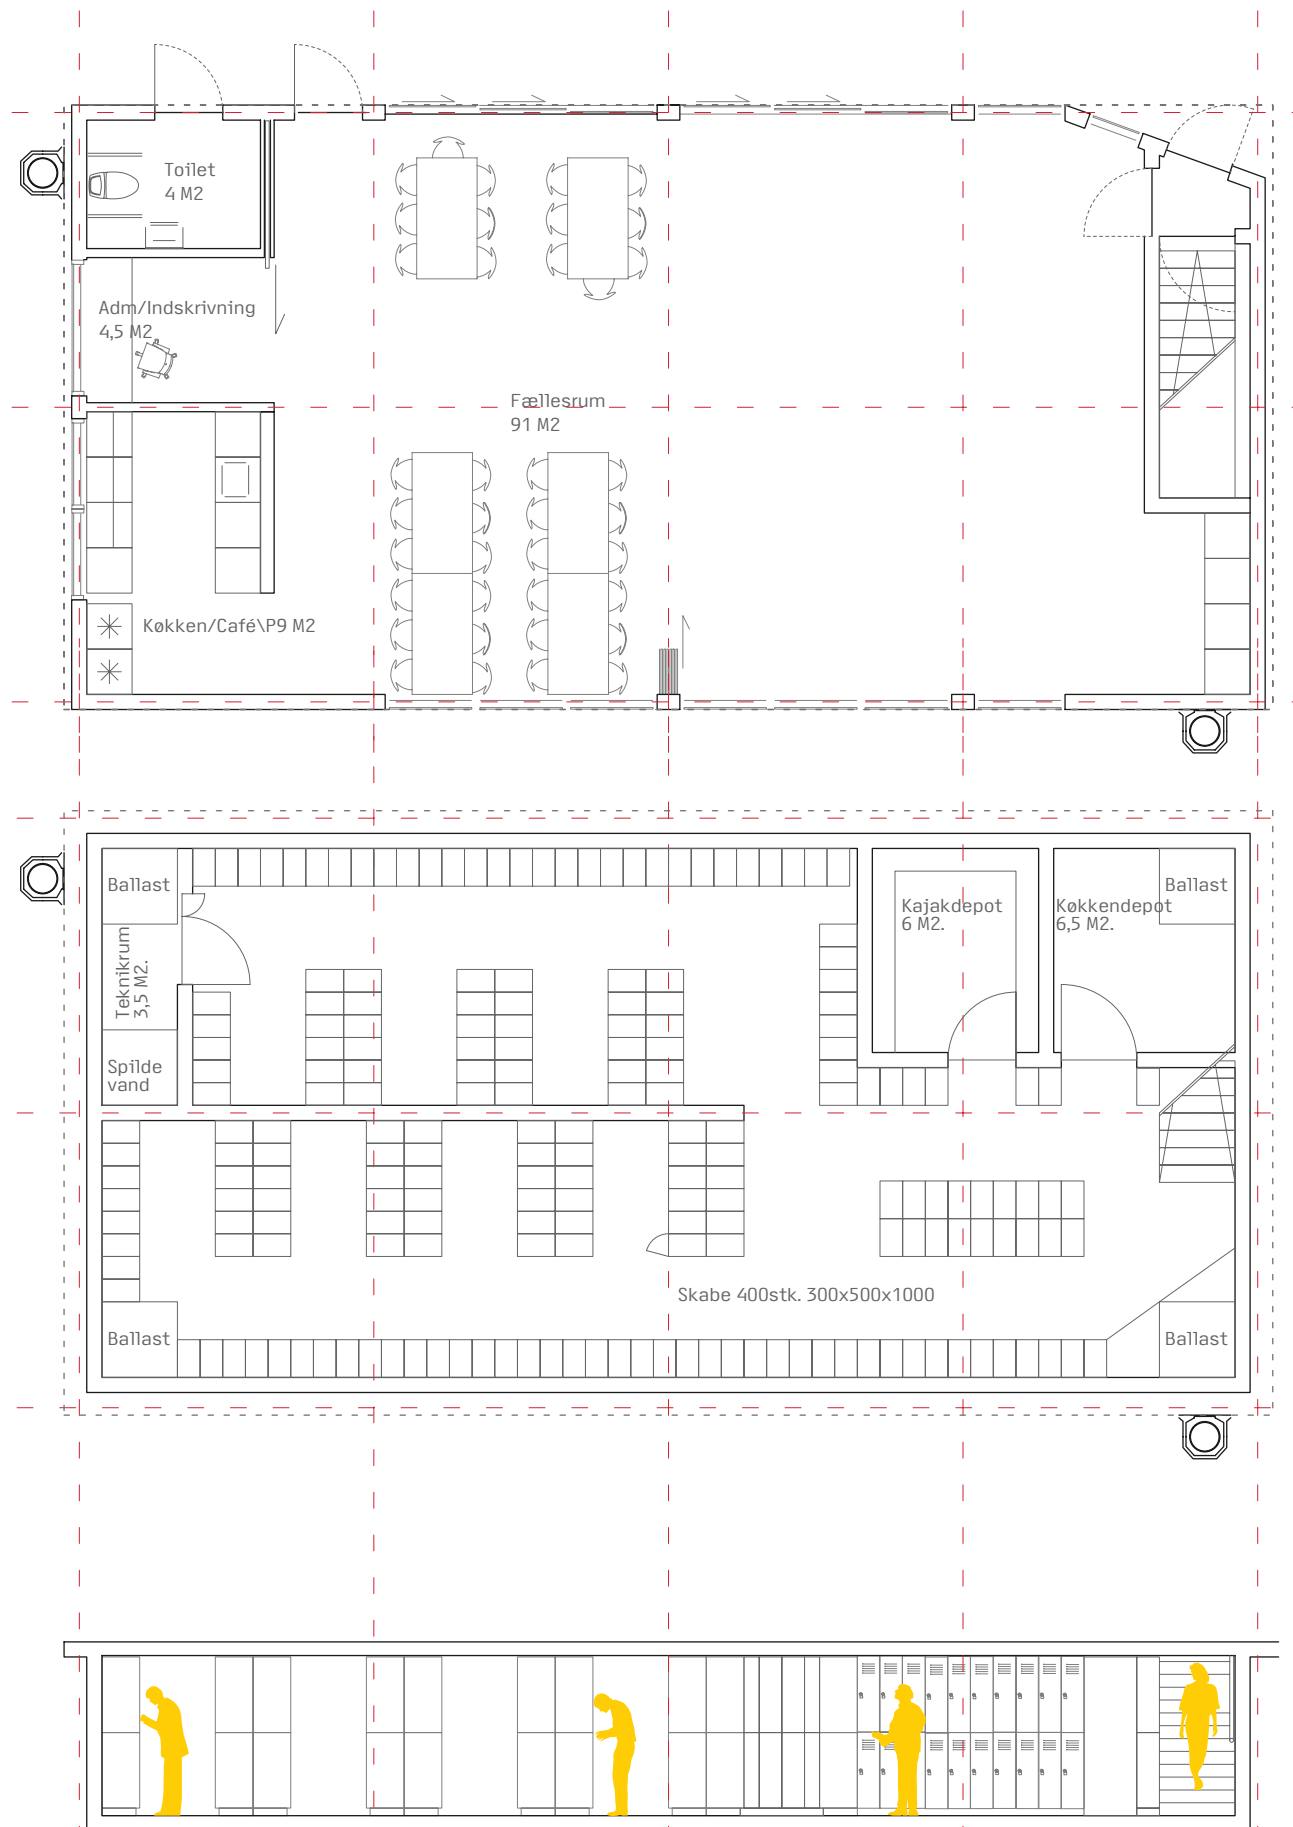 Toilet
4 M2
Adm/Indskrivning
4,5 M2
Fællesrum
91 M2
Køkken/Café\P9 M2
Ballast
Teknikrum
3,5 M2.
Spilde
vand
Kajakdepot
6 M2.
Køkkendepot
6,5 M2.
Ballast
Skabe 400stk. 300x500x1000
Ballast
Ballast